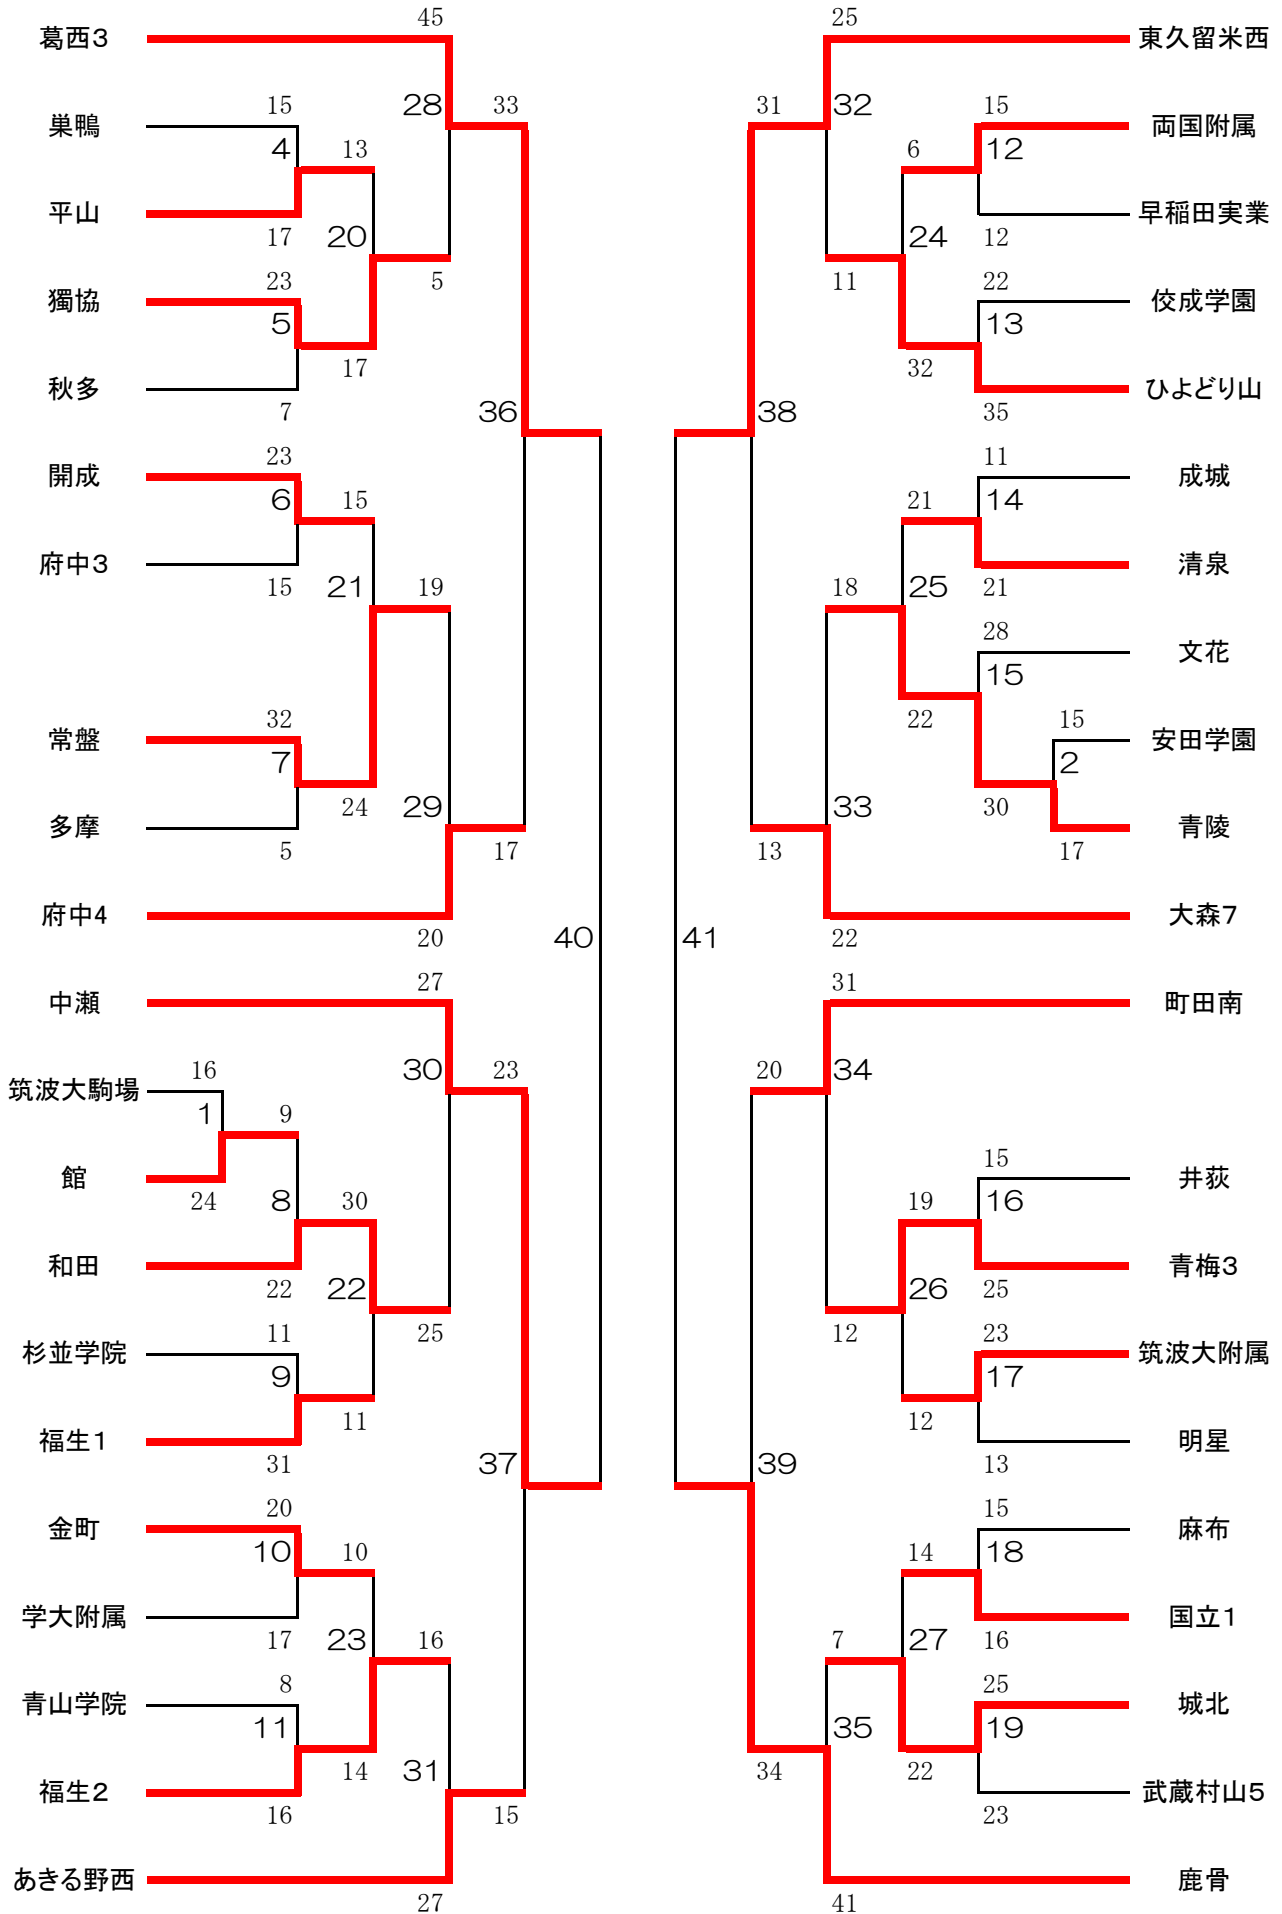 45 25
葛西3 東久留米西
15 28 33 31 32 15
巣鴨 両国附属
4 13 6 12
平山 早稲田実業
17 20 24 12
23 5 11 22
獨協 佼成学園
5 17 32 13
秋多 ひよどり山
7 36 38 35
23 11
開成 成城
6 15 21 14
府中3 清泉
15 21 19 18 25 21
28
文花
15
32 22 15
常盤 安田学園
7 2
24 29 33 30
多摩 青陵
5 17 13 17
府中4 大森7
20 40 41 22
27 31
中瀬 町田南
16 30 23 20 34
筑波大駒場
1 9
15
館 井荻
24 8 30 19 16
和田 青梅3
22 22 26 25
11 25 12 23
杉並学院 筑波大附属
9 17
11 12
福生1 明星
31 37 39 13
20 15
金町 麻布
10 10 14 18
学大附属 国立1
17 23 16 7 27 16
8 25
青山学院 城北
11 35 19
14 31 34 22
福生2 武蔵村山5
16 15 23
あきる野西 鹿骨
27 41